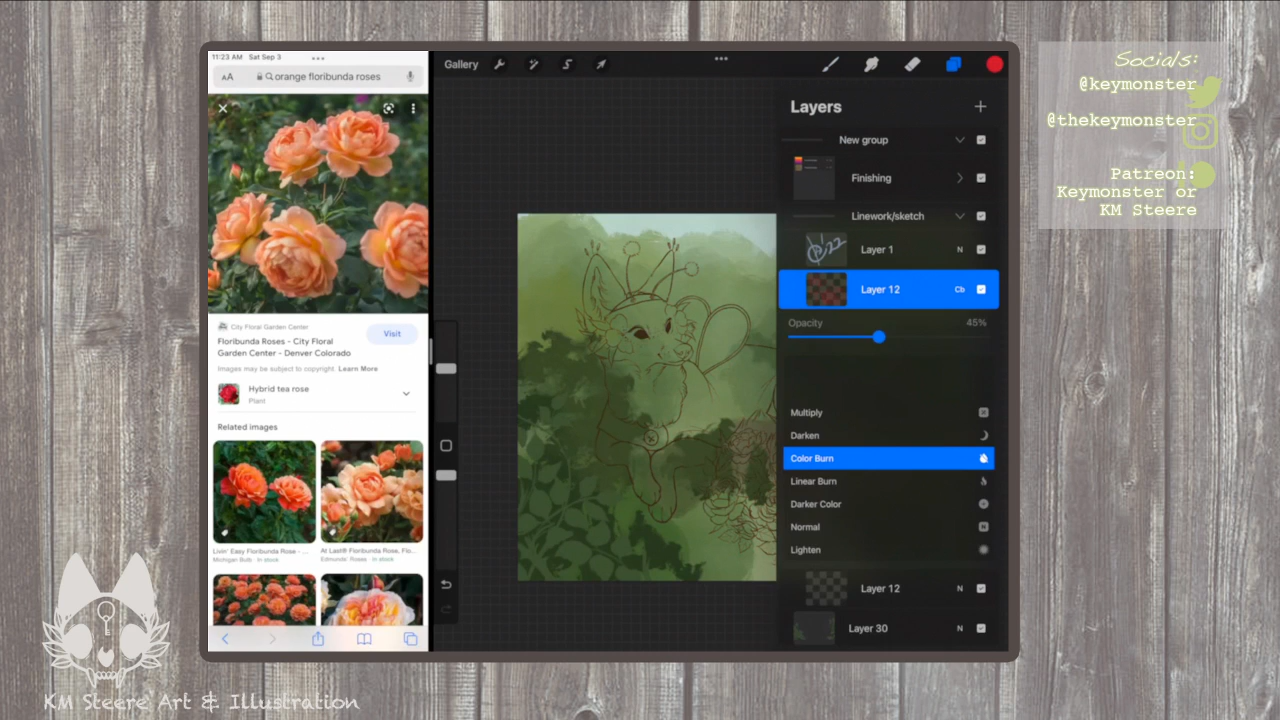 11:23 AM Sat Sep 3
AA orange floribunda roses
City Floral Garden Center
Floribunda Roses - City Floral
Garden Center - Denver Colorado
Visit
Images may be subject to copyright. Learn More
Hybrid tea rose
Plant
Related images
Livin' Easy Floribunda Rose - ...
Michigan Bulb · In stock
At Last® Floribunda Rose, Flo...
Edmunds' Roses · In stock
Gallery
Layers
New group
Finishing
Linework/sketch
Layer 1 N
Layer 12 Cb
Opacity 45%
Multiply
Darken
Color Burn
Linear Burn
Darker Color
Normal N
Lighten
Layer 12 N
Layer 30 N
Socials:
@keymonster
@thekeymonster
Patreon:
Keymonster or
KM Steere
KM Steere Art & Illustration